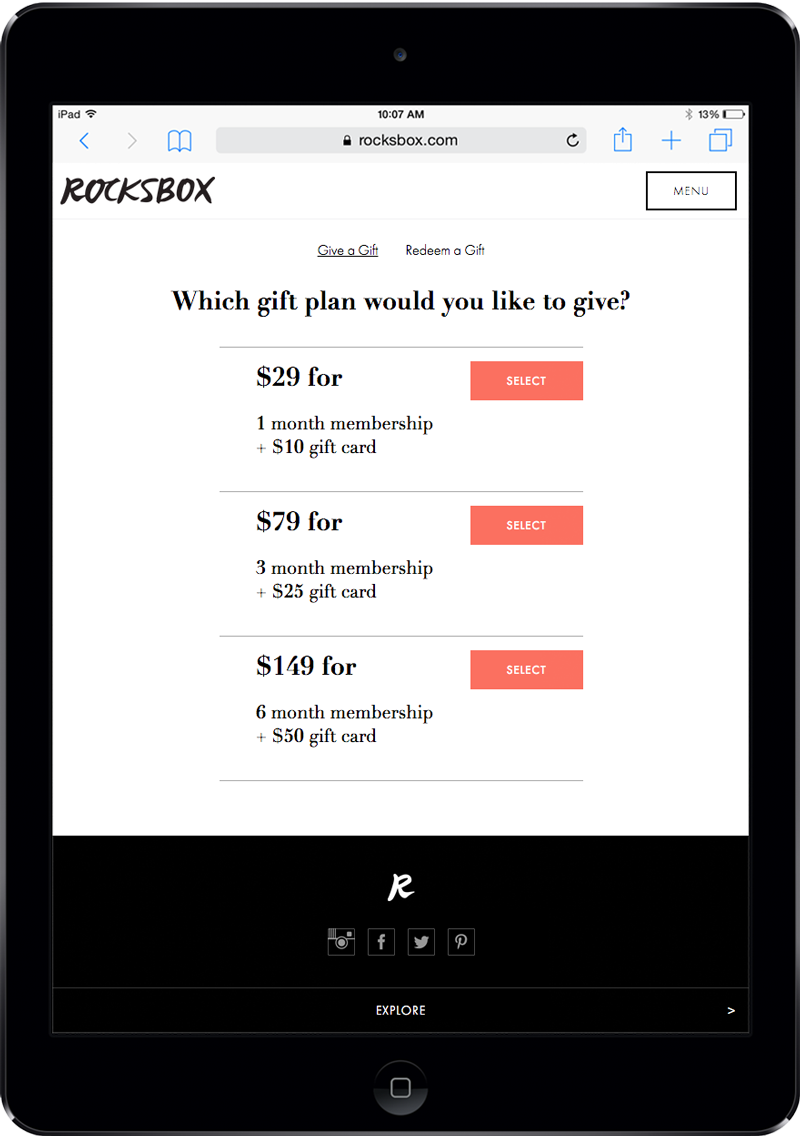 iPad 10:07 AM 13%
rocksbox.com
ROCKSBOX MENU
Give a Gift Redeem a Gift
Which gift plan would you like to give?
$29 for SELECT
1 month membership
+ $10 gift card
$79 for SELECT
3 month membership
+ $25 gift card
$149 for SELECT
6 month membership
+ $50 gift card
R
EXPLORE >